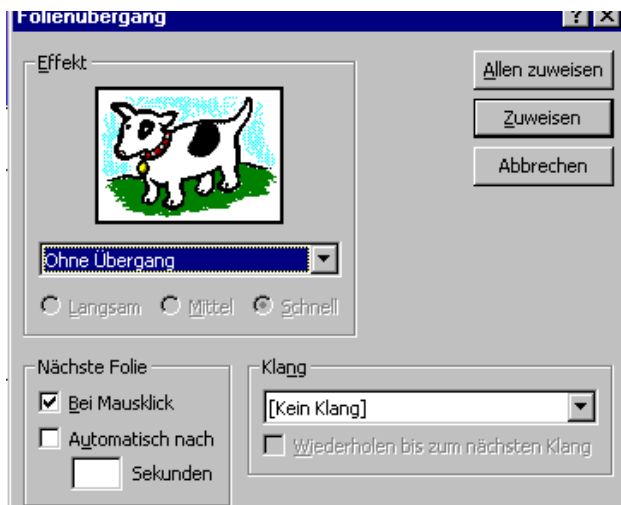 Folienübergang
Effekt
Allen zuweisen
Zuweisen
Abbrechen
Ohne Übergang
Langsam Mittel Schnell
Nächste Folie
Bei Mausklick
Automatisch nach
Sekunden
Klang
[Kein Klang]
Wiederholen bis zum nächsten Klang